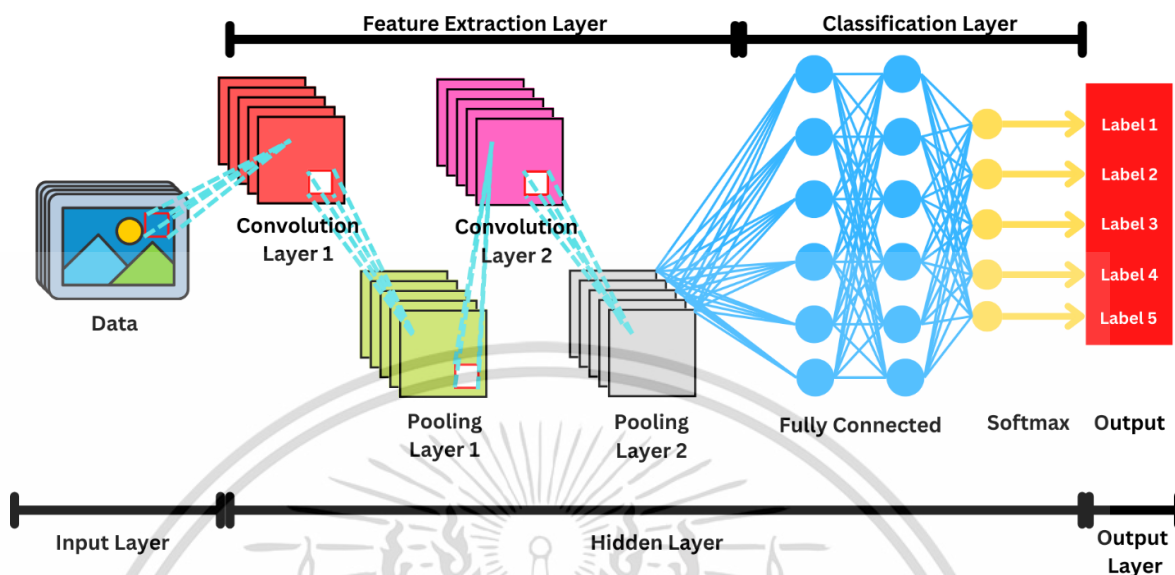 Feature Extraction Layer
Classification Layer
Label 1
Label 2
Label 3
Label 4
Label 5
Convolution
Layer 1
Convolution
Layer 2
Data
Pooling
Layer 1
Pooling
Layer 2
Fully Connected
Softmax
Output
Input Layer
Hidden Layer
Output
Layer